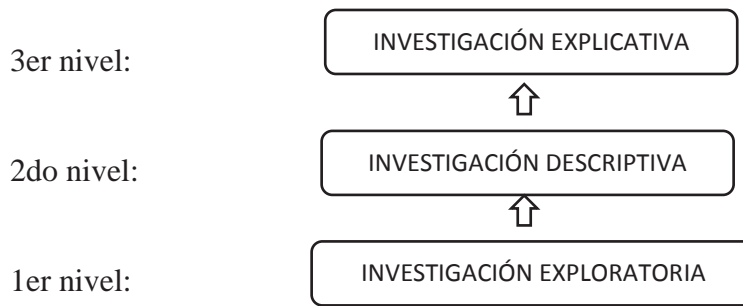 3er nivel:
INVESTIGACIÓN EXPLICATIVA
2do nivel:
INVESTIGACIÓN DESCRIPTIVA
1er nivel:
INVESTIGACIÓN EXPLORATORIA